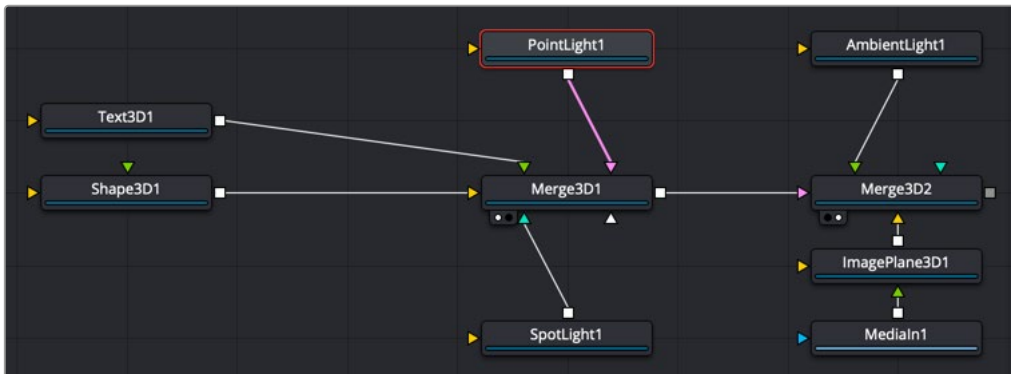 PointLight1
AmbientLight1
Text3D1
Shape3D1
Merge3D1
Merge3D2
ImagePlane3D1
SpotLight1
MediaIn1